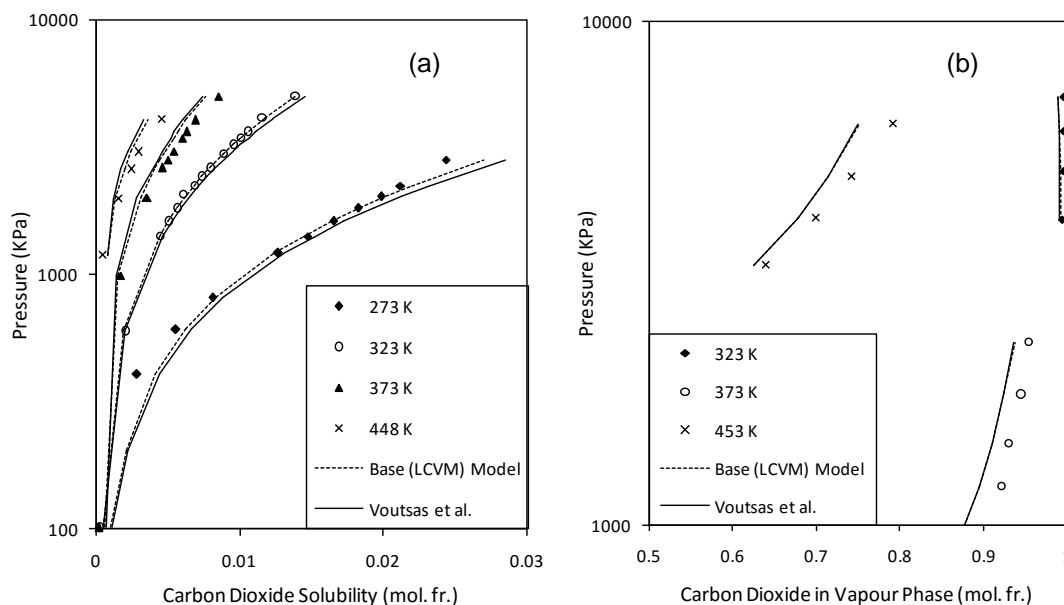 10000
1000
100
Pressure (KPa)
(a)
273 K
323 K
373 K
448 K
Base (LCVM) Model
Voutsas et al.
0
0.01
0.02
0.03
Carbon Dioxide Solubility (mol. fr.)
10000
1000
Pressure (KPa)
(b)
323 K
373 K
453 K
Base (LCVM) Model
Voutsas et al.
0.5
0.6
0.7
0.8
0.9
Carbon Dioxide in Vapour Phase (mol. fr.)